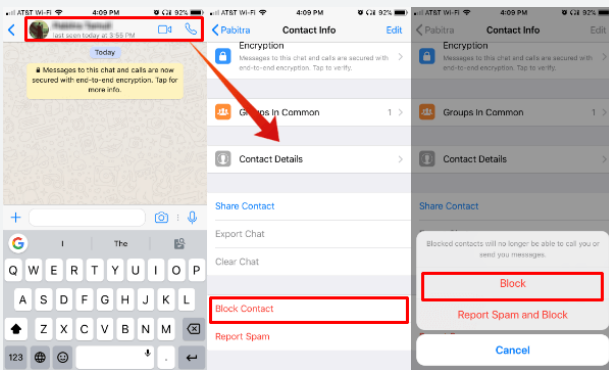 AT&T Wi-Fi
4:09 PM
92%
last seen today at 3:55 PM
Today
Messages to this chat and calls are now
secured with end-to-end encryption. Tap for
more info.
G
I
The
Q W E R T Y U I O P
A S D F G H J K L
Z X C V B N M
123
.
AT&T Wi-Fi
4:09 PM
92%
Pabitra
Contact Info
Edit
Encryption
Messages to this chat and calls are secured with
end-to-end encryption. Tap to verify.
Groups In Common
1
Contact Details
Share Contact
Export Chat
Clear Chat
Block Contact
Report Spam
AT&T Wi-Fi
4:09 PM
92%
Pabitra
Contact Info
Edit
Encryption
Messages to this chat and calls are secured with
end-to-end encryption. Tap to verify.
Groups In Common
1
Contact Details
Share Contact
Blocked contacts will no longer be able to call you or
send you messages.
Block
Report Spam and Block
Cancel